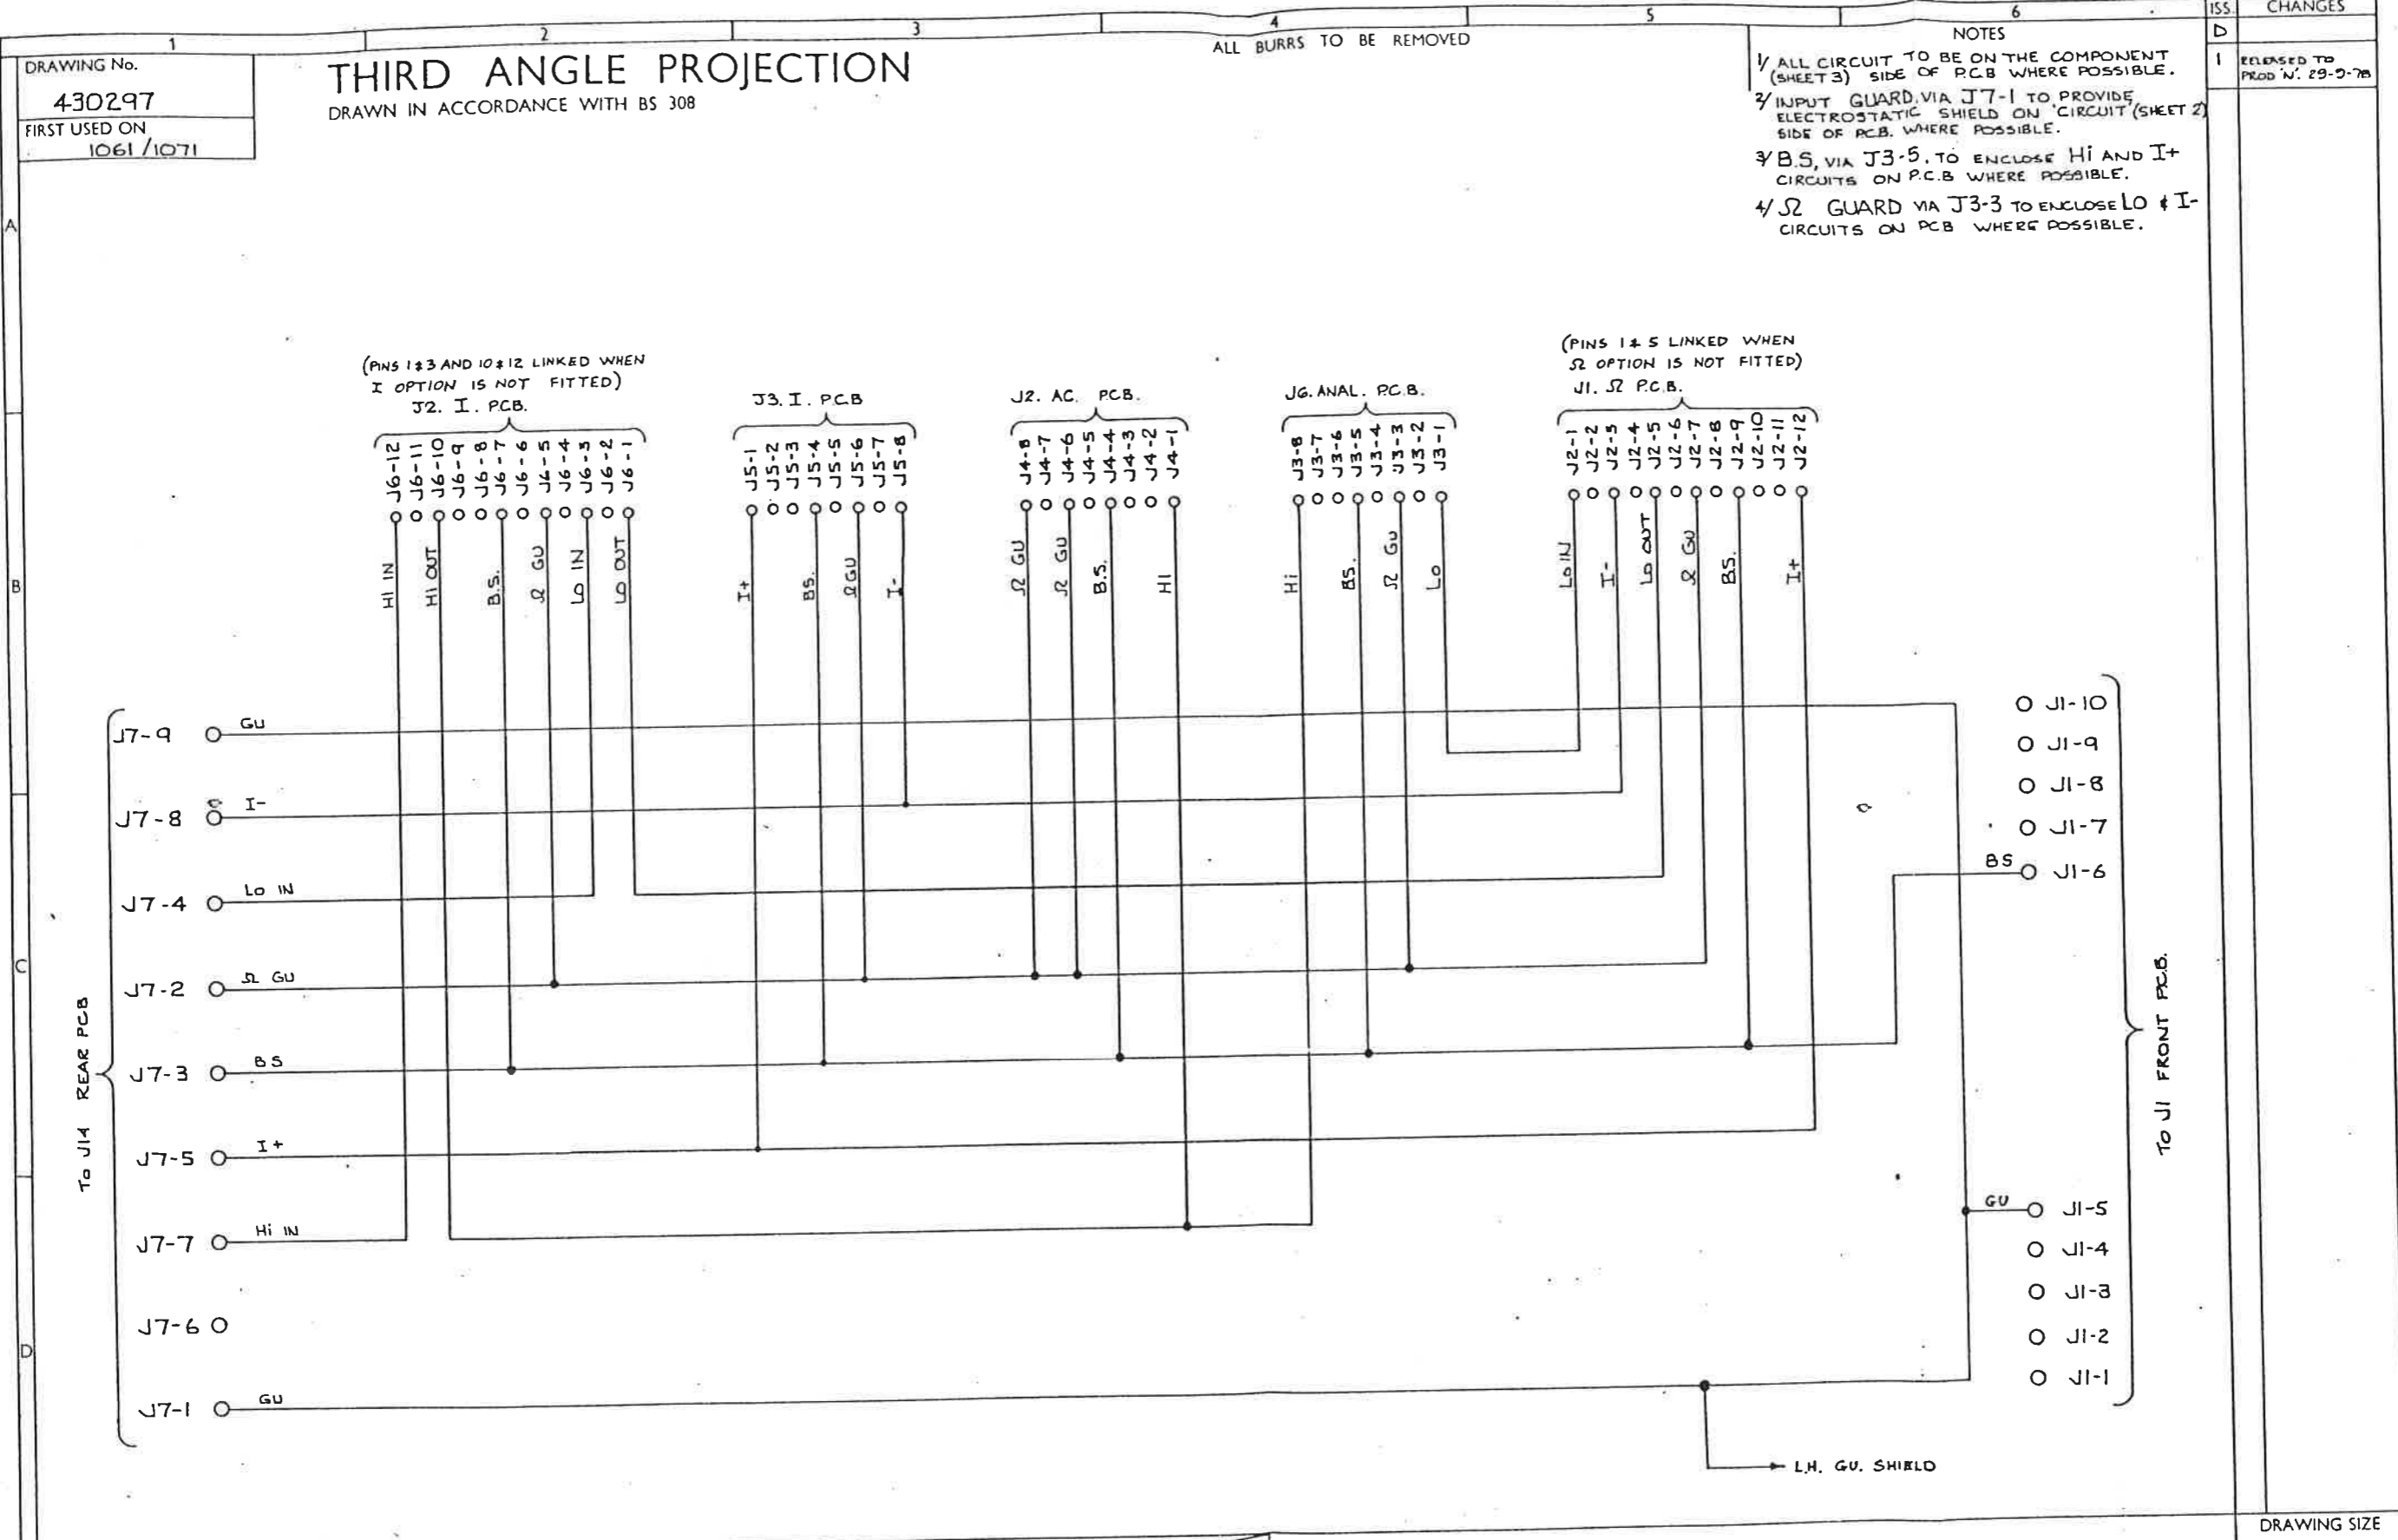 1 2 3 4 5 6 ISS. CHANGES
DRAWING No.
430297
FIRST USED ON
1061/1071
THIRD ANGLE PROJECTION
DRAWN IN ACCORDANCE WITH BS 308
ALL BURRS TO BE REMOVED
NOTES
1/ ALL CIRCUIT TO BE ON THE COMPONENT
(SHEET 3) SIDE OF P.C.B WHERE POSSIBLE.
2/ INPUT GUARD, VIA J7-1 TO PROVIDE
ELECTROSTATIC SHIELD ON CIRCUIT (SHEET 2)
SIDE OF P.C.B. WHERE POSSIBLE.
3/ B.S, VIA J3-5, TO ENCLOSE Hi AND I+
CIRCUITS ON P.C.B WHERE POSSIBLE.
4/ Ω GUARD VIA J3-3 TO ENCLOSE LO & I-
CIRCUITS ON PCB WHERE POSSIBLE.
D
1 RELEASED TO
PROD'N'. 29-9-78
A
B
C
D
(PINS 1&3 AND 10&12 LINKED WHEN
I OPTION IS NOT FITTED)
J2. I. P.C.B.
J6-12
J6-11
J6-10
J6-9
J6-8
J6-7
J6-6
J6-5
J6-4
J6-3
J6-2
J6-1
HI IN
Hi OUT
B.S.
Ω GU
LO IN
LO OUT
J3. I. P.C.B
J5-1
J5-2
J5-3
J5-4
J5-5
J5-6
J5-7
J5-8
I+
BS.
Ω GU
I-
J2. AC. PCB.
J4-8
J4-7
J4-6
J4-5
J4-4
J4-3
J4-2
J4-1
Ω GU
Ω GU
B.S.
HI
J6. ANAL. P.C.B.
J3-8
J3-7
J3-6
J3-5
J3-4
J3-3
J3-2
J3-1
Hi
BS.
Ω GU
LO
(PINS 1 & 5 LINKED WHEN
Ω OPTION IS NOT FITTED)
J1. Ω P.C.B.
J2-1
J2-2
J2-3
J2-4
J2-5
J2-6
J2-7
J2-8
J2-9
J2-10
J2-11
J2-12
Lo IN
I-
LO OUT
Ω GU
BS.
I+
TO J14 REAR PCB
J7-9 GU
J7-8 I-
J7-4 Lo IN
J7-2 Ω GU
J7-3 BS
J7-5 I+
J7-7 Hi IN
J7-6
J7-1 GU
J1-10
J1-9
J1-8
J1-7
BS J1-6
GU J1-5
J1-4
J1-3
J1-2
J1-1
TO J1 FRONT P.C.B.
L.H. GU. SHIELD
DRAWING SIZE